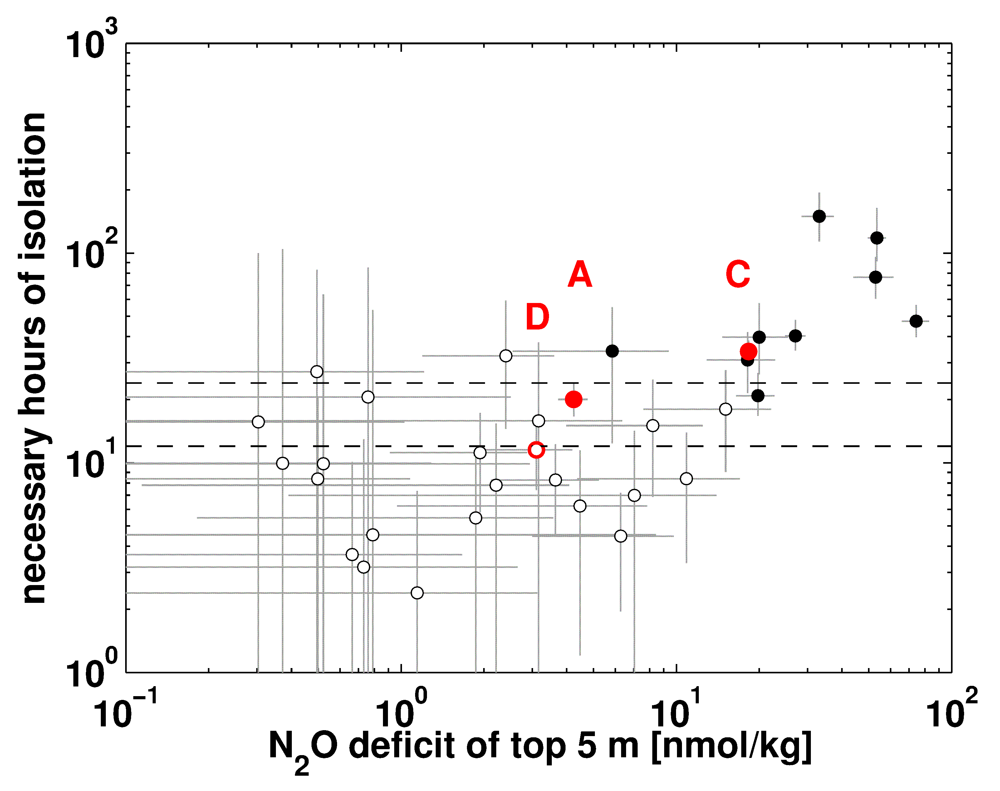 necessary hours of isolation
10³
10²
10¹
10⁰
A
C
D
10⁻¹
10⁰
10¹
10²
N₂O deficit of top 5 m [nmol/kg]